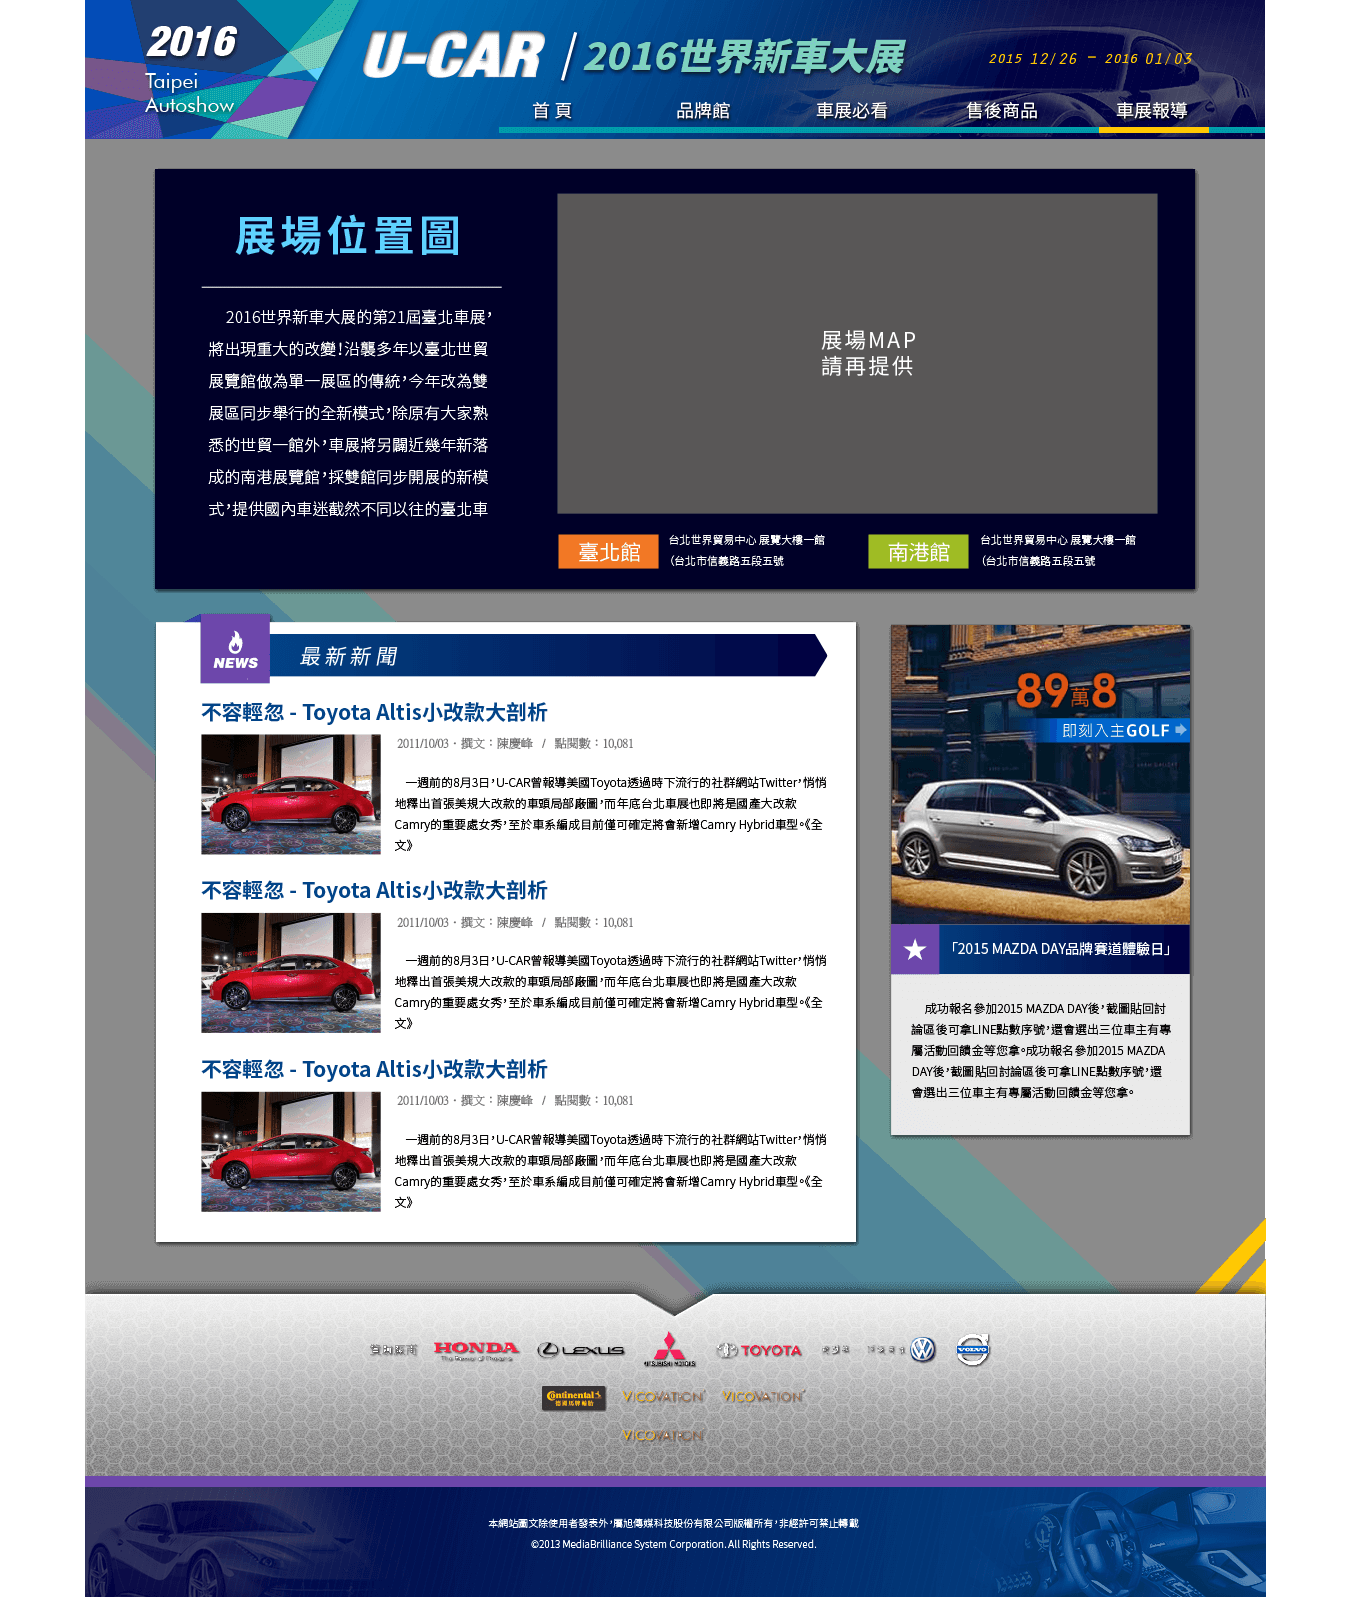 2016
Taipei
Autoshow
U-CAR / 2016世界新車大展
2015 12/26 – 2016 01/03
首頁
品牌館
車展必看
售後商品
車展報導
展場位置圖
2016世界新車大展的第21屆臺北車展，
將出現重大的改變！沿襲多年以臺北世貿
展覽館做為單一展區的傳統，今年改為雙
展區同步舉行的全新模式，除原有大家熟
悉的世貿一館外，車展將另闢近幾年新落
成的南港展覽館，採雙館同步開展的新模
式，提供國內車迷截然不同以往的臺北車
展場MAP
請再提供
臺北館
台北世界貿易中心 展覽大樓一館
（台北市信義路五段五號
南港館
台北世界貿易中心 展覽大樓一館
（台北市信義路五段五號
NEWS
最新新聞
不容輕忽 - Toyota Altis小改款大剖析
2011/10/03・撰文：陳慶峰 / 點閱數：10,081
一週前的8月3日，U-CAR曾報導美國Toyota透過時下流行的社群網站Twitter，悄悄
地釋出首張美規大改款的車頭局部廠圖，而年底台北車展也即將是國產大改款
Camry的重要處女秀，至於車系編成目前僅可確定將會新增Camry Hybrid車型。《全
文》
不容輕忽 - Toyota Altis小改款大剖析
2011/10/03・撰文：陳慶峰 / 點閱數：10,081
一週前的8月3日，U-CAR曾報導美國Toyota透過時下流行的社群網站Twitter，悄悄
地釋出首張美規大改款的車頭局部廠圖，而年底台北車展也即將是國產大改款
Camry的重要處女秀，至於車系編成目前僅可確定將會新增Camry Hybrid車型。《全
文》
不容輕忽 - Toyota Altis小改款大剖析
2011/10/03・撰文：陳慶峰 / 點閱數：10,081
一週前的8月3日，U-CAR曾報導美國Toyota透過時下流行的社群網站Twitter，悄悄
地釋出首張美規大改款的車頭局部廠圖，而年底台北車展也即將是國產大改款
Camry的重要處女秀，至於車系編成目前僅可確定將會新增Camry Hybrid車型。《全
文》
89萬8
即刻入主GOLF
「2015 MAZDA DAY品牌賽道體驗日」
成功報名參加2015 MAZDA DAY後，截圖貼回討
論區後可拿LINE點數序號，還會選出三位車主有專
屬活動回饋金等您拿。成功報名參加2015 MAZDA
DAY後，截圖貼回討論區後可拿LINE點數序號，還
會選出三位車主有專屬活動回饋金等您拿。
HONDA
The Power of Dreams
LEXUS
MITSUBISHI MOTORS
TOYOTA
VOLVO
Continental
德國馬牌輪胎
VICOVATION
VICOVATION
VICOVATION
本網站圖文除使用者發表外，屬旭傳媒科技股份有限公司版權所有，非經許可禁止轉載
©2013 MediaBrilliance System Corporation. All Rights Reserved.